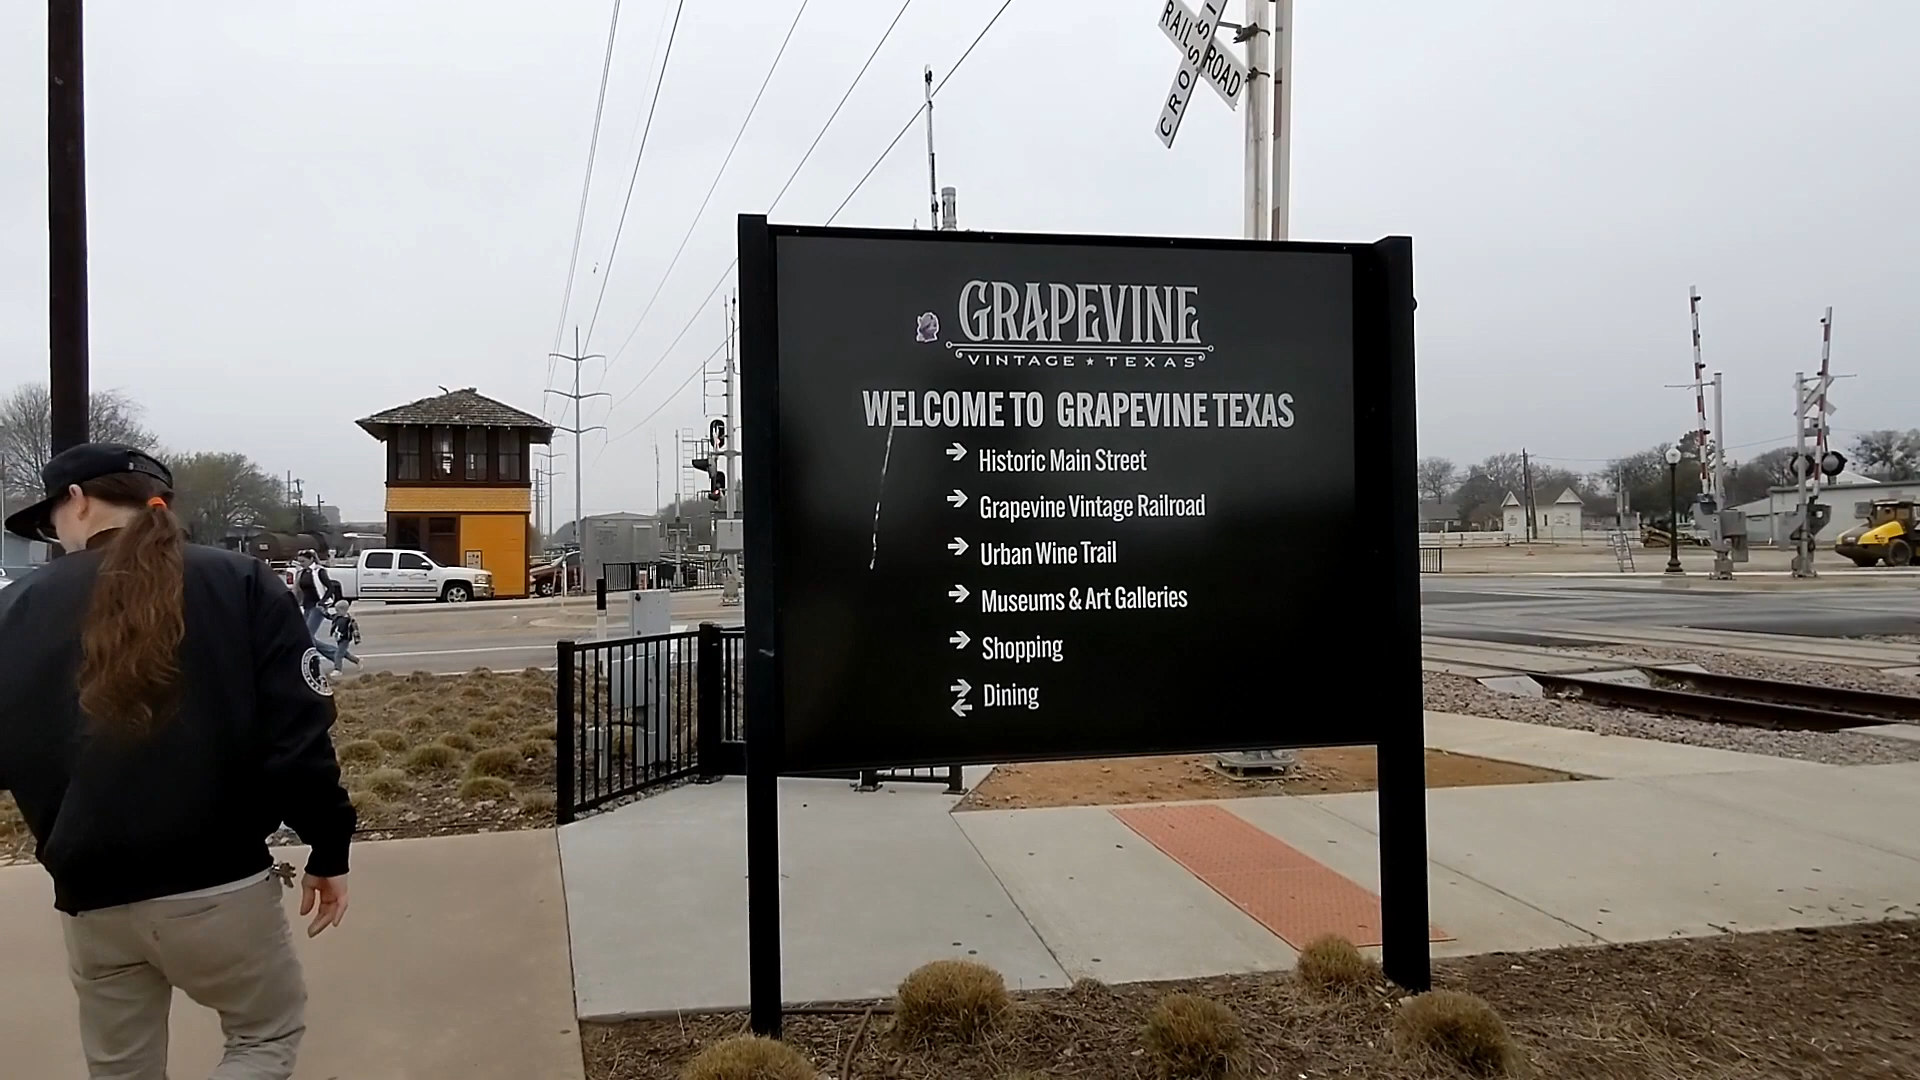 RAILROAD
CROSSI
GRAPEVINE
VINTAGE ★ TEXAS
WELCOME TO GRAPEVINE TEXAS
→ Historic Main Street
→ Grapevine Vintage Railroad
→ Urban Wine Trail
→ Museums & Art Galleries
→ Shopping
⇄ Dining